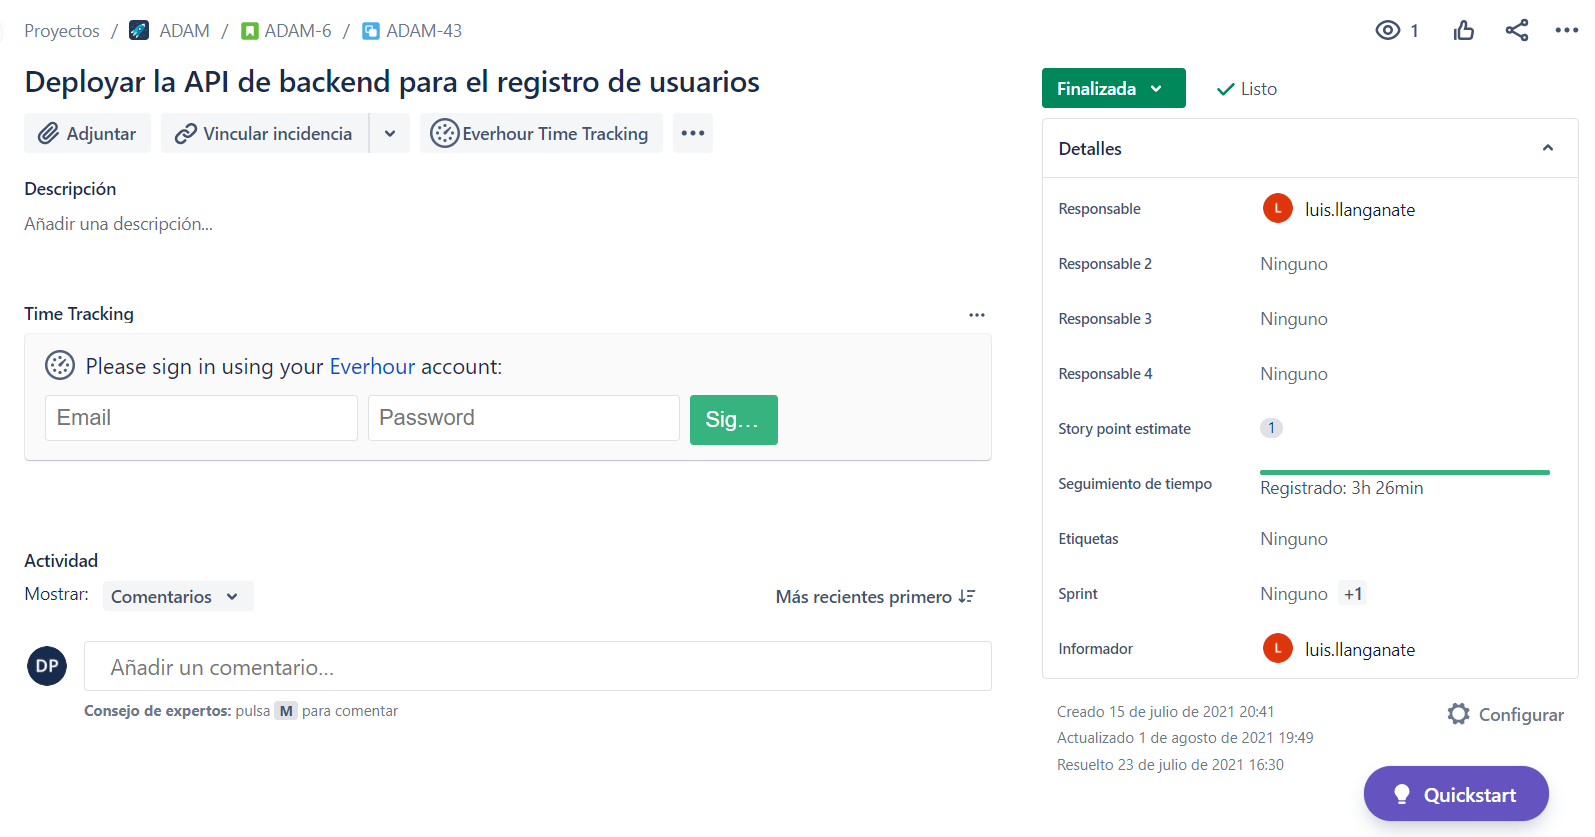 Proyectos / ADAM / ADAM-6 / ADAM-43
1
Deployar la API de backend para el registro de usuarios
Adjuntar
Vincular incidencia
Everhour Time Tracking
Descripción
Añadir una descripción...
Time Tracking
Please sign in using your Everhour account:
Email
Password
Sig...
Actividad
Mostrar:
Comentarios
Más recientes primero
DP
Añadir un comentario...
Consejo de expertos: pulsa M para comentar
Finalizada
Listo
Detalles
Responsable
L luis.llanganate
Responsable 2
Ninguno
Responsable 3
Ninguno
Responsable 4
Ninguno
Story point estimate
1
Seguimiento de tiempo
Registrado: 3h 26min
Etiquetas
Ninguno
Sprint
Ninguno +1
Informador
L luis.llanganate
Creado 15 de julio de 2021 20:41
Actualizado 1 de agosto de 2021 19:49
Resuelto 23 de julio de 2021 16:30
Configurar
Quickstart